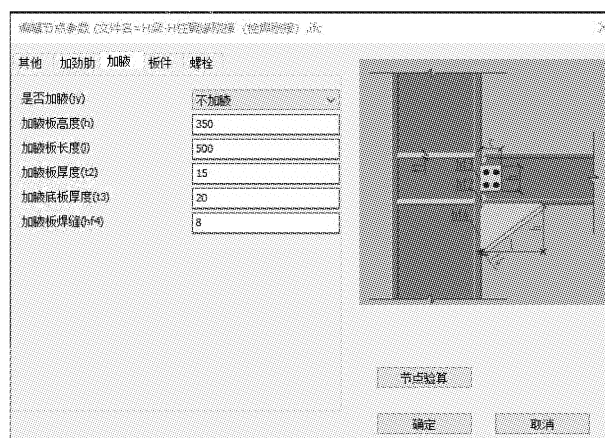 其他 加劲肋 加腋 板件 螺栓
是否加腋(jy) 不加腋
加腋板高度(h) 350
加腋板长度(l) 500
加腋板厚度(t2) 15
加腋底板厚度(t3) 20
加腋板焊缝(hf4) 8
节点验算
确定 取消